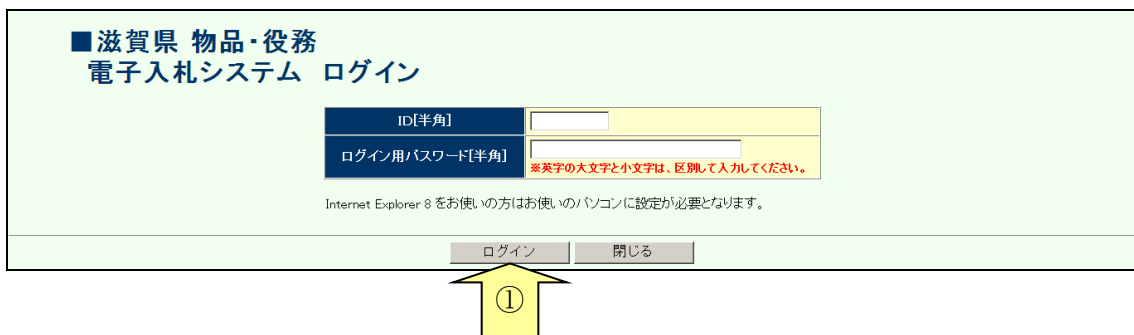 ■滋賀県 物品・役務
電子入札システム ログイン
ID[半角]
ログイン用パスワード[半角]
※英字の大文字と小文字は、区別して入力してください。
Internet Explorer 8 をお使いの方はお使いのパソコンに設定が必要となります。
ログイン 閉じる
①